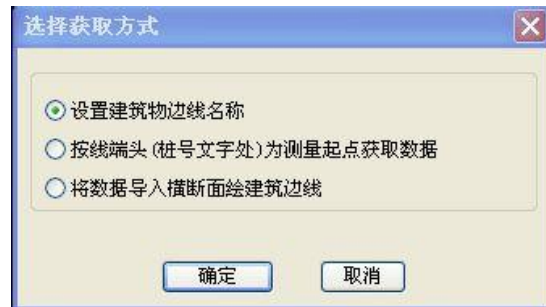 选择获取方式
设置建筑物边线名称
按线端头(桩号文字处)为测量起点获取数据
将数据导入横断面绘建筑边线
确定
取消